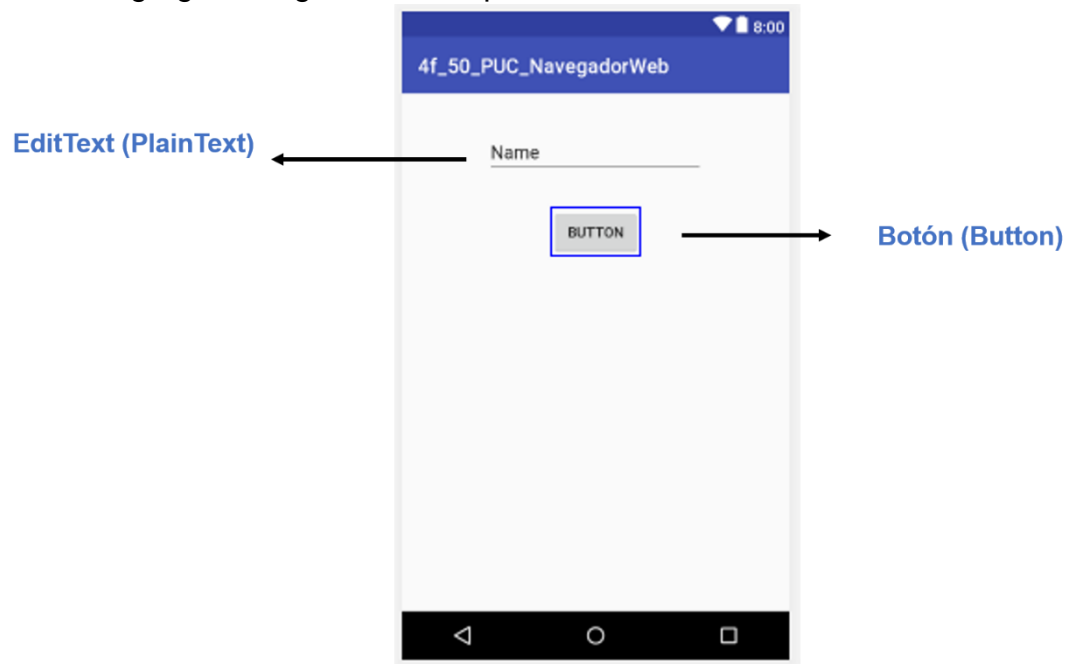 8:00
4f_50_PUC_NavegadorWeb
EditText (PlainText)
Name
BUTTON
Botón (Button)